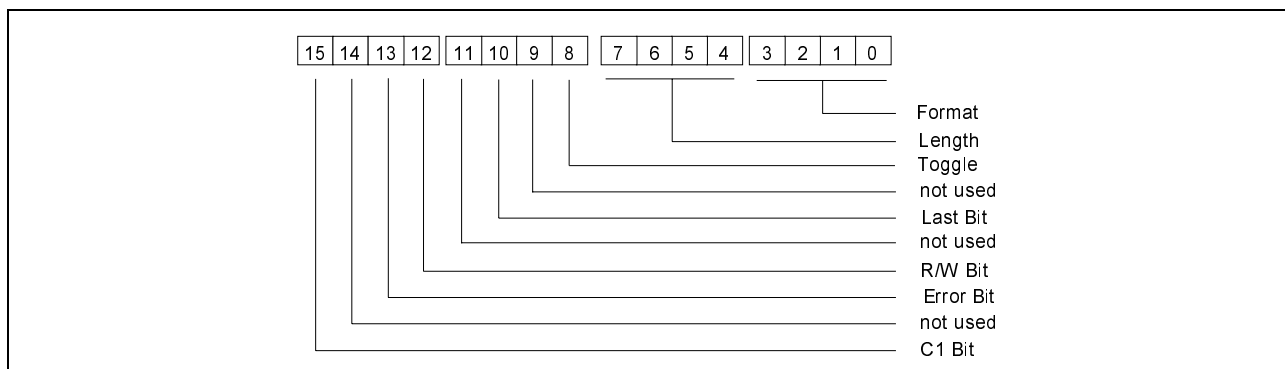 15 14 13 12 11 10 9 8 7 6 5 4 3 2 1 0
Format
Length
Toggle
not used
Last Bit
not used
R/W Bit
Error Bit
not used
C1 Bit